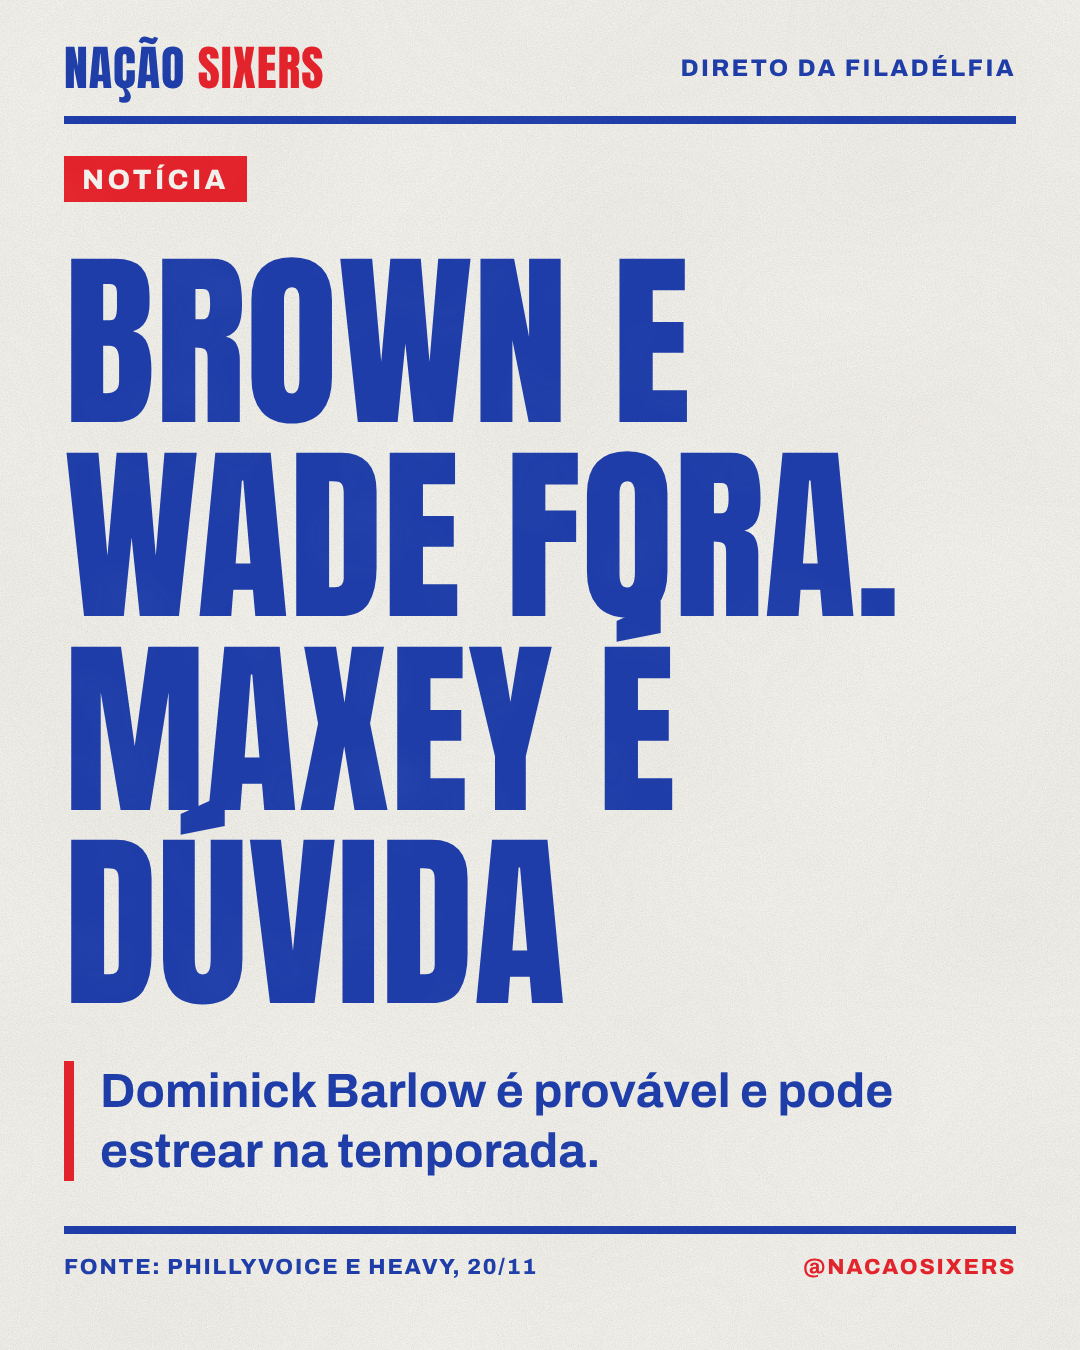 NAÇÃO SIXERS
DIRETO DA FILADÉLFIA
NOTÍCIA
BROWN E
WADE FORA.
MAXEY É
DÚVIDA
Dominick Barlow é provável e pode
estrear na temporada.
FONTE: PHILLYVOICE E HEAVY, 20/11
@NACAOSIXERS